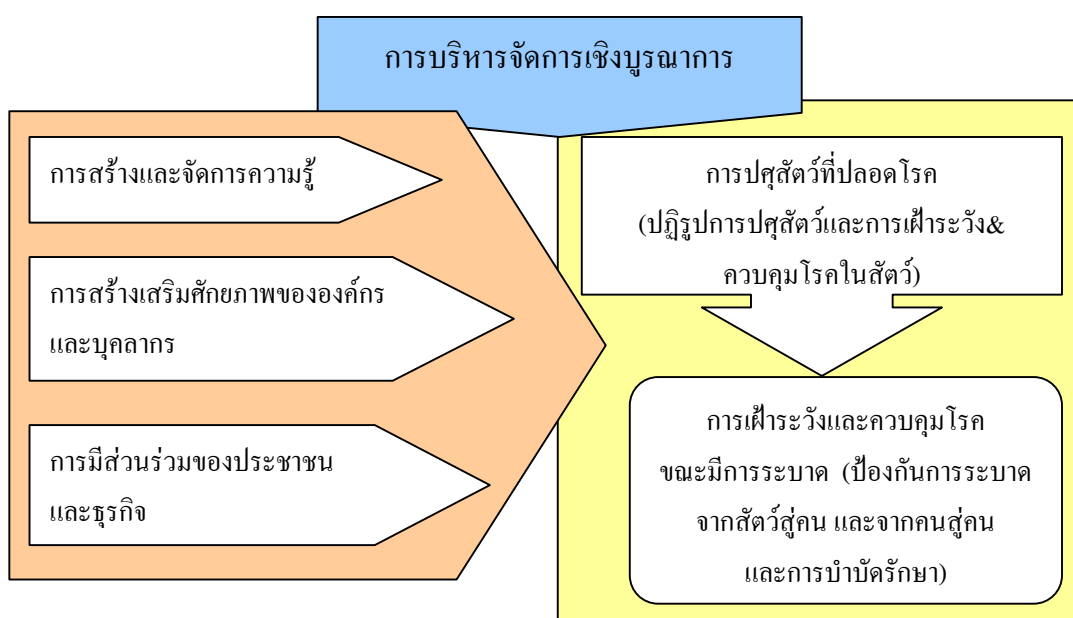 การบริหารจัดการเชิงบูรณาการ
การสร้างและจัดการความรู้
การสร้างเสริมศักยภาพขององค์กร
และบุคลากร
การมีส่วนร่วมของประชาชน
และธุรกิจ
การปศุสัตว์ที่ปลอดโรค
(ปฏิรูปการปศุสัตว์และการเฝ้าระวัง&
ควบคุมโรคในสัตว์)
การเฝ้าระวังและควบคุมโรค
ขณะมีการระบาด (ป้องกันการระบาด
จากสัตว์สู่คน และจากคนสู่คน
และการบำบัดรักษา)